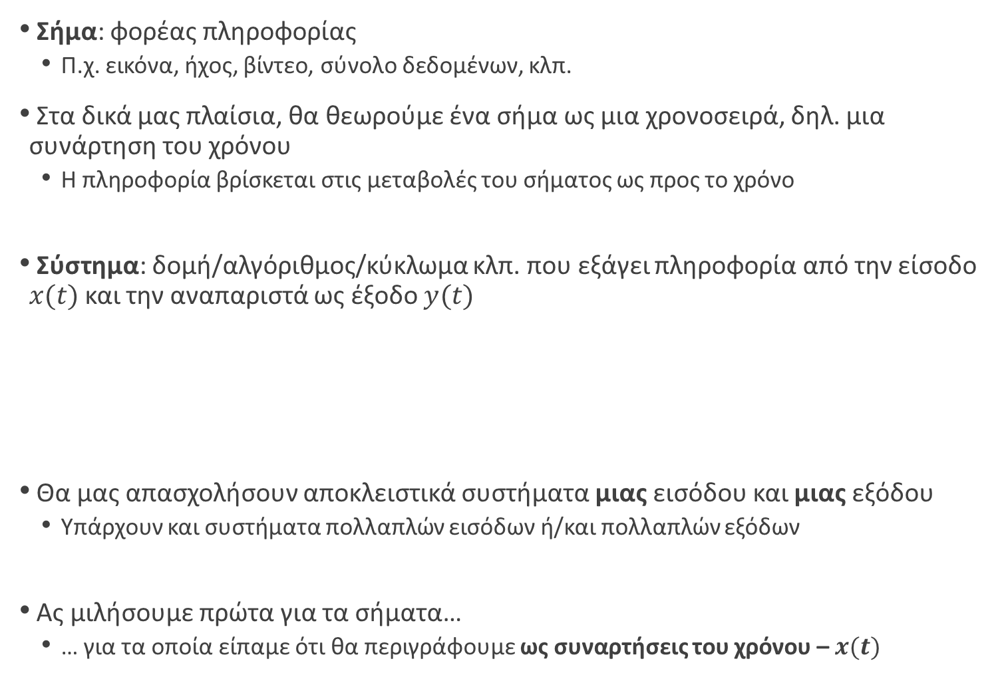 • Σήμα: φορέας πληροφορίας
• Π.χ. εικόνα, ήχος, βίντεο, σύνολο δεδομένων, κλπ.
• Στα δικά μας πλαίσια, θα θεωρούμε ένα σήμα ως μια χρονοσειρά, δηλ. μια
συνάρτηση του χρόνου
• Η πληροφορία βρίσκεται στις μεταβολές του σήματος ως προς το χρόνο
• Σύστημα: δομή/αλγόριθμος/κύκλωμα κλπ. που εξάγει πληροφορία από την είσοδο
x(t) και την αναπαριστά ως έξοδο y(t)
• Θα μας απασχολήσουν αποκλειστικά συστήματα μιας εισόδου και μιας εξόδου
• Υπάρχουν και συστήματα πολλαπλών εισόδων ή/και πολλαπλών εξόδων
• Ας μιλήσουμε πρώτα για τα σήματα…
• … για τα οποία είπαμε ότι θα περιγράφουμε ως συναρτήσεις του χρόνου – x(t)